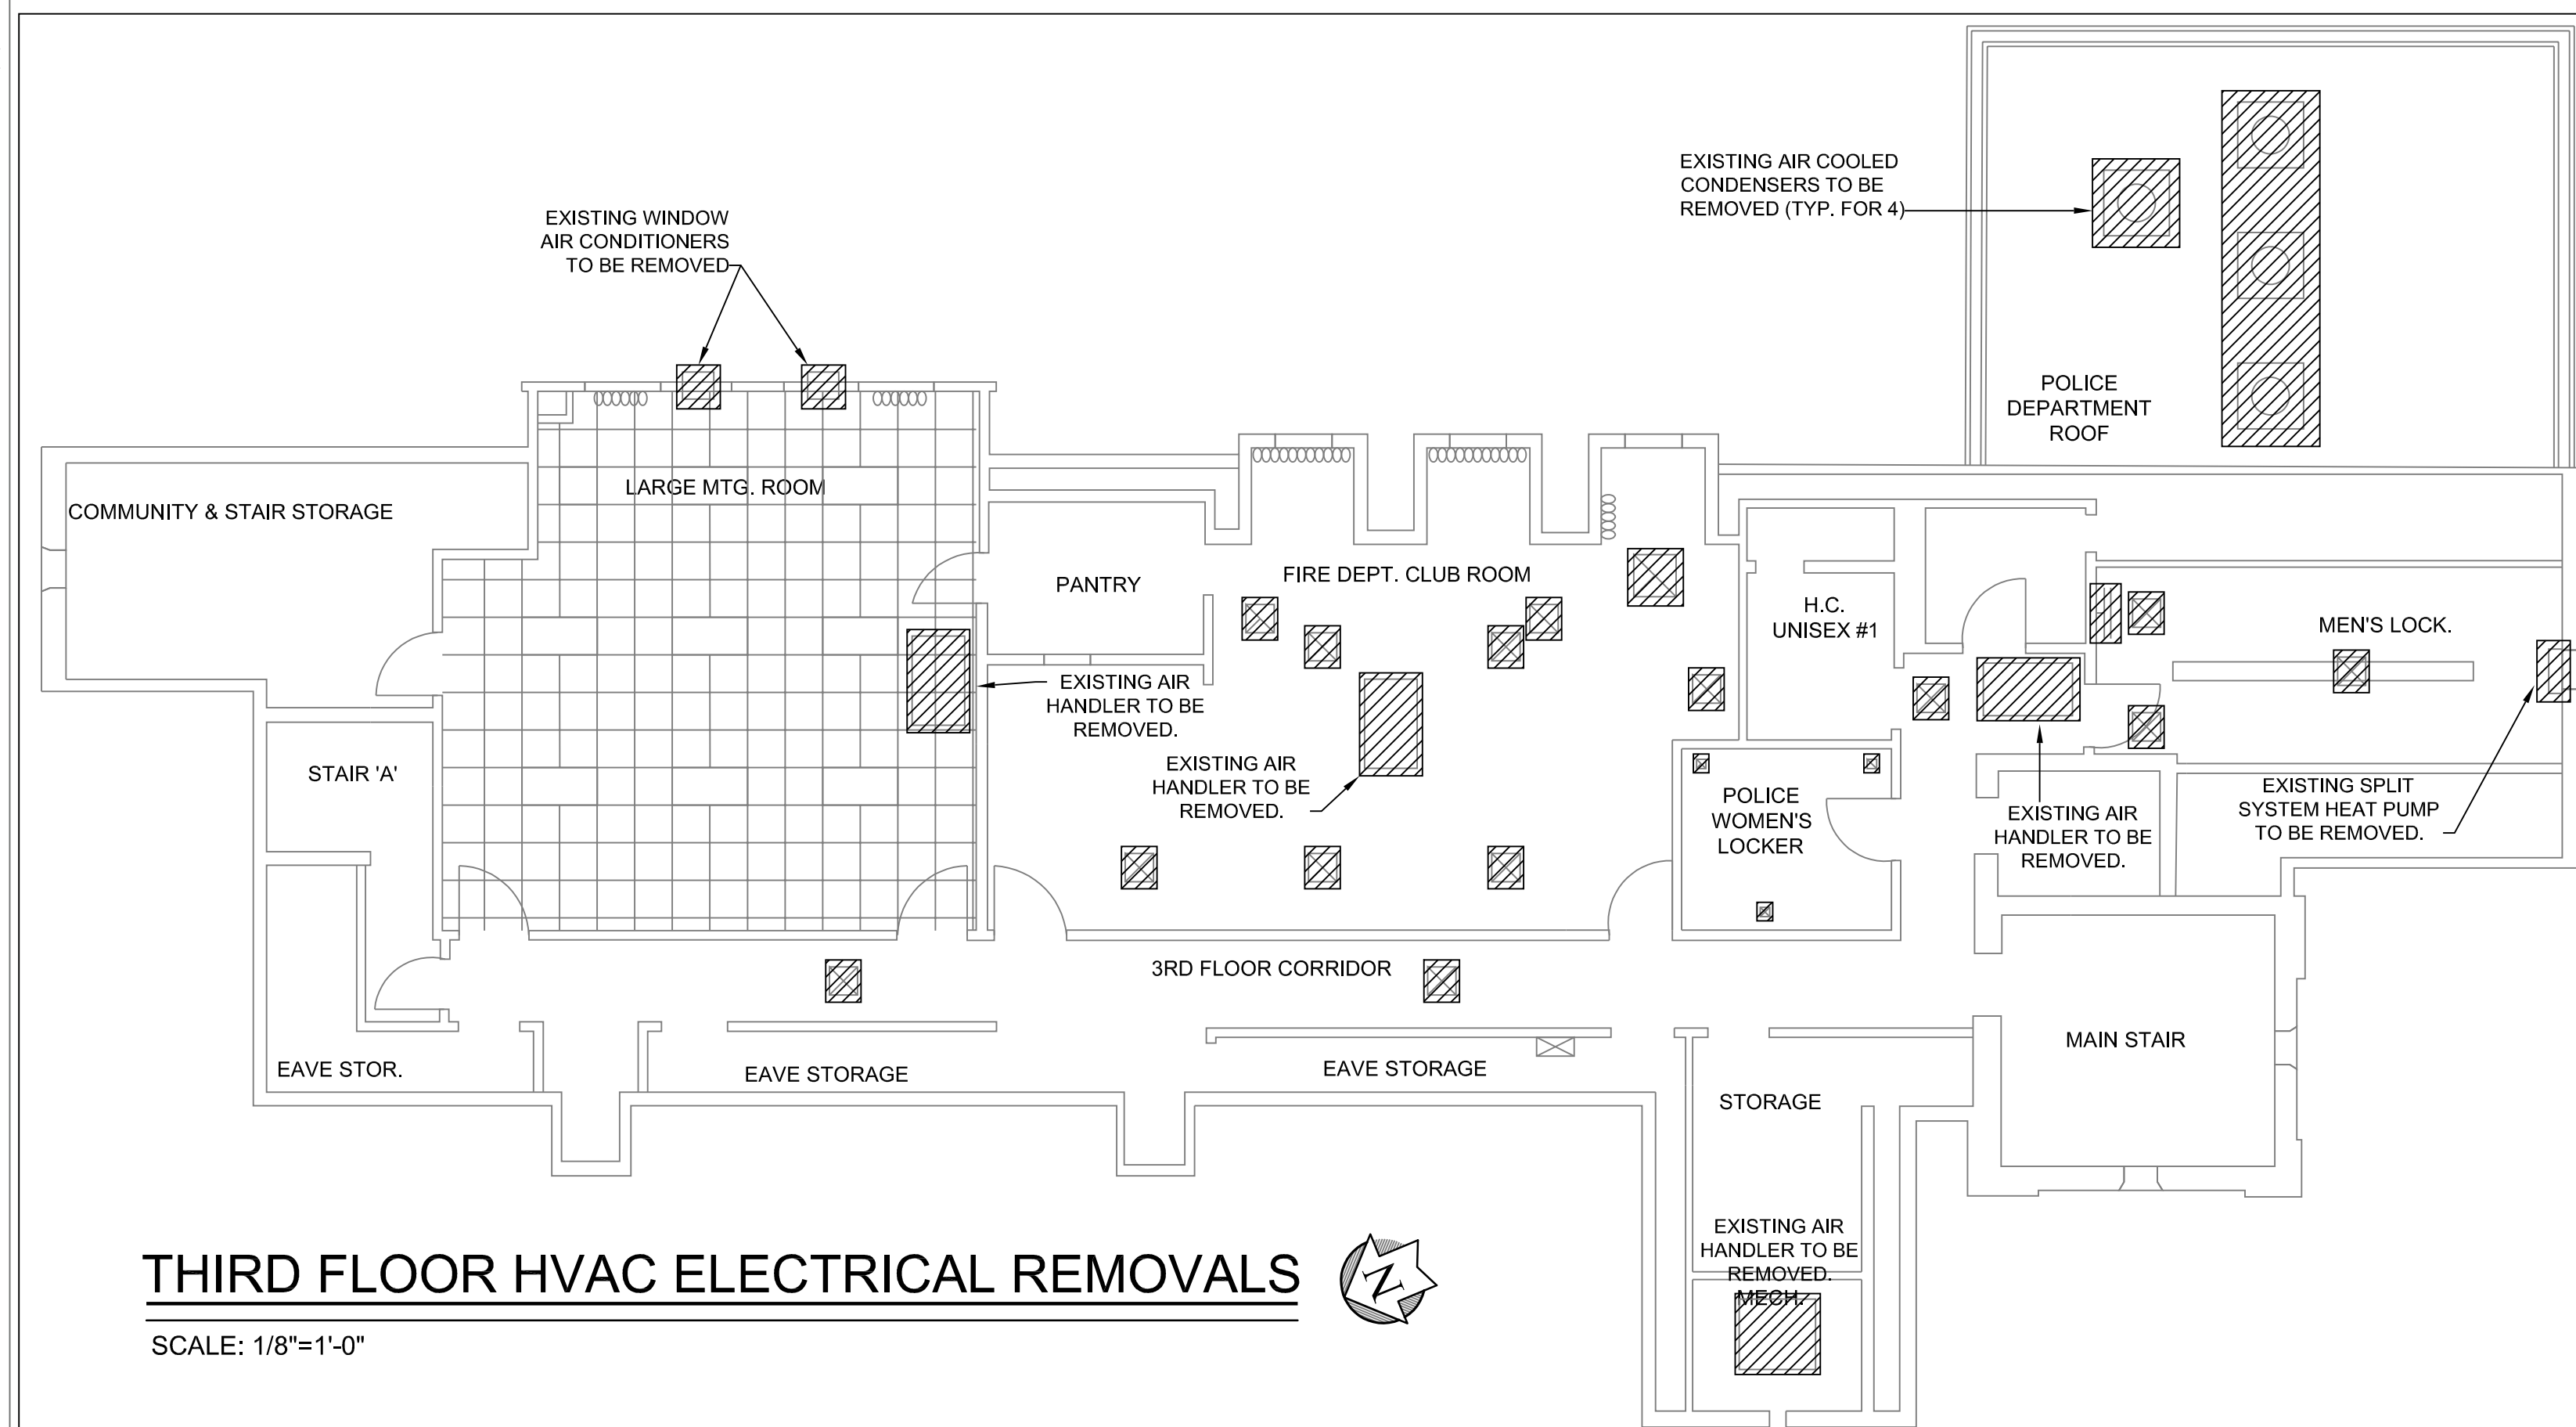 EXISTING AIR COOLED
CONDENSERS TO BE
REMOVED (TYP. FOR 4)
EXISTING WINDOW
AIR CONDITIONERS
TO BE REMOVED
POLICE
DEPARTMENT
ROOF
COMMUNITY & STAIR STORAGE
LARGE MTG. ROOM
PANTRY
FIRE DEPT. CLUB ROOM
H.C.
UNISEX #1
MEN'S LOCK.
EXISTING AIR
HANDLER TO BE
REMOVED.
STAIR 'A'
EXISTING AIR
HANDLER TO BE
REMOVED.
POLICE
WOMEN'S
LOCKER
EXISTING AIR
HANDLER TO BE
REMOVED.
EXISTING SPLIT
SYSTEM HEAT PUMP
TO BE REMOVED.
3RD FLOOR CORRIDOR
EAVE STOR.
EAVE STORAGE
EAVE STORAGE
STORAGE
MAIN STAIR
EXISTING AIR
HANDLER TO BE
REMOVED.
MECH.
THIRD FLOOR HVAC ELECTRICAL REMOVALS
N
SCALE: 1/8"=1'-0"